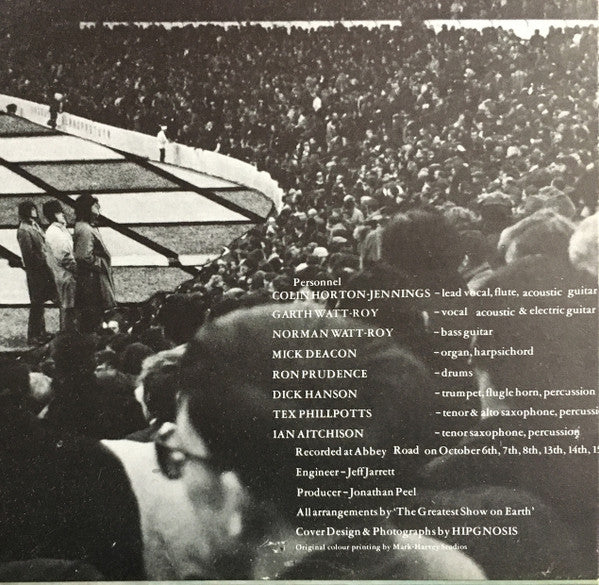 Personnel
COLIN HORTON-JENNINGS – lead vocal, flute, acoustic guitar
GARTH WATT-ROY – vocal acoustic & electric guitar
NORMAN WATT-ROY – bass guitar
MICK DEACON – organ, harpsichord
RON PRUDENCE – drums
DICK HANSON – trumpet, flugle horn, percussion
TEX PHILLPOTTS – tenor & alto saxophone, percussi
IAN AITCHISON – tenor saxophone, percussion
Recorded at Abbey Road on October 6th, 7th, 8th, 13th, 14th, 15
Engineer – Jeff Jarrett
Producer – Jonathan Peel
All arrangements by 'The Greatest Show on Earth'
Cover Design & Photographs by HIPGNOSIS
Original colour printing by Mark-Harvey Studios